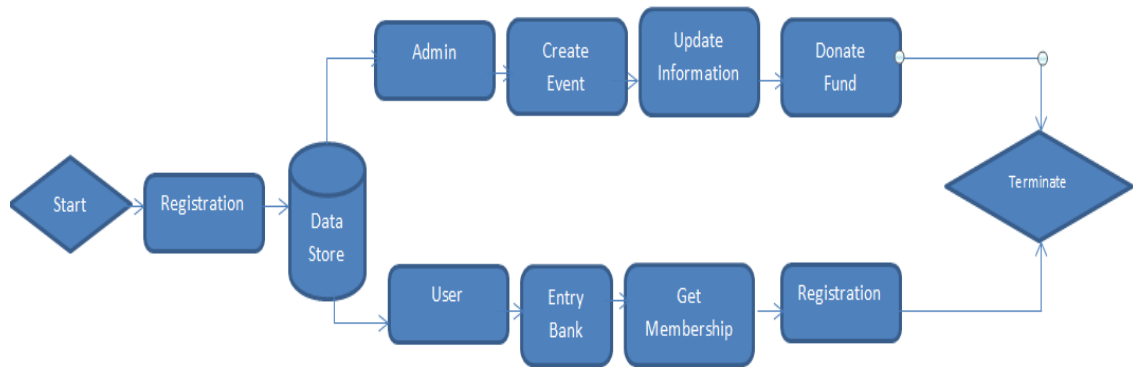 Start
Registration
Data
Store
Admin
Create
Event
Update
Information
Donate
Fund
User
Entry
Bank
Get
Membership
Registration
Terminate